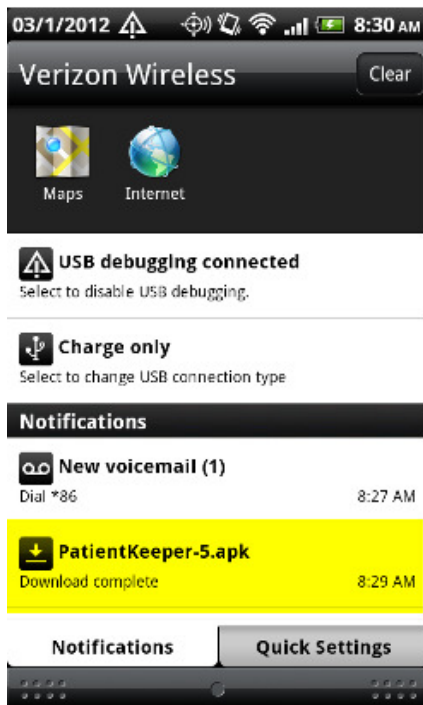 03/1/2012 8:30 AM
Verizon Wireless Clear
Maps Internet
USB debugging connected
Select to disable USB debugging.
Charge only
Select to change USB connection type
Notifications
New voicemail (1)
Dial *86 8:27 AM
PatientKeeper-5.apk
Download complete 8:29 AM
Notifications Quick Settings